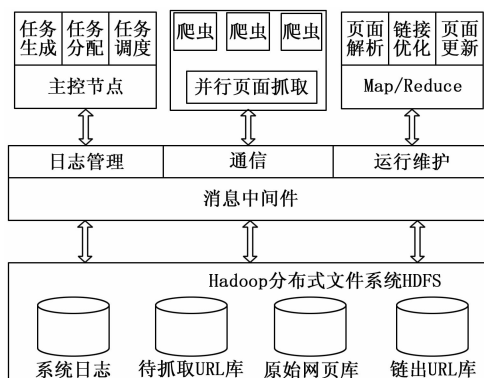 任务生成 任务分配 任务调度
主控节点
爬虫 爬虫 爬虫
并行页面抓取
页面解析 链接优化 页面更新
Map/Reduce
日志管理 通信 运行维护
消息中间件
Hadoop分布式文件系统HDFS
系统日志 待抓取URL库 原始网页库 链出URL库